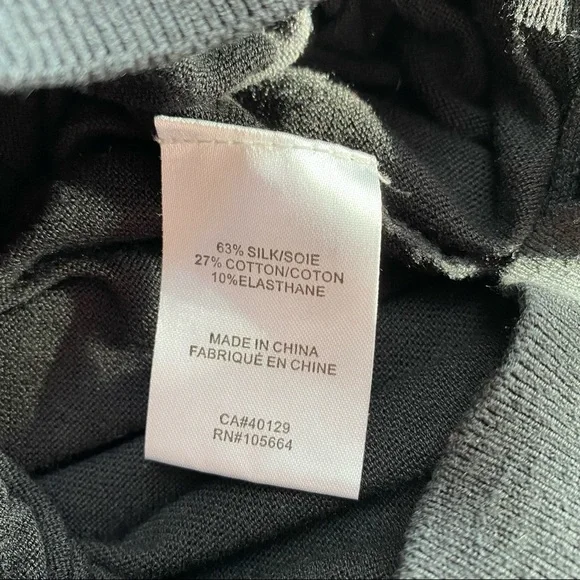 63% SILK/SOIE
27% COTTON/COTON
10%ELASTHANE
MADE IN CHINA
FABRIQUÉ EN CHINE
CA#40129
RN#105664